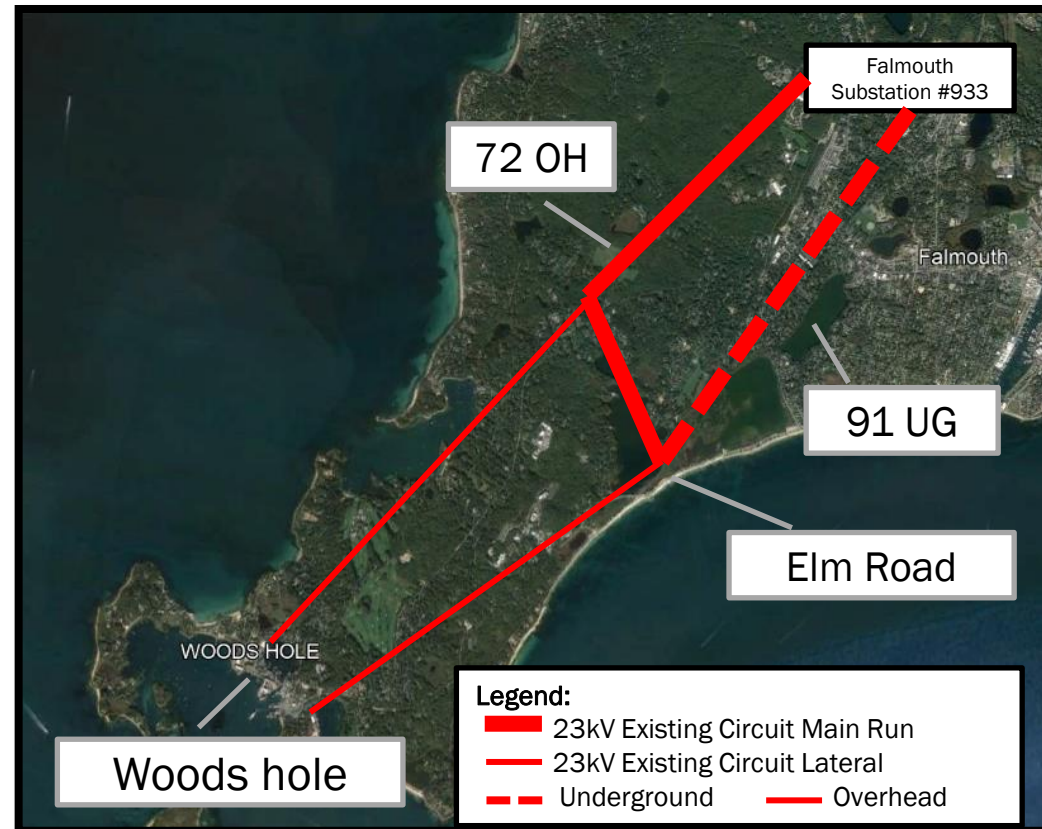 Falmouth
Substation #933
72 OH
Falmouth
91 UG
Elm Road
WOODS HOLE
Woods hole
Legend:
23kV Existing Circuit Main Run
23kV Existing Circuit Lateral
Underground
Overhead